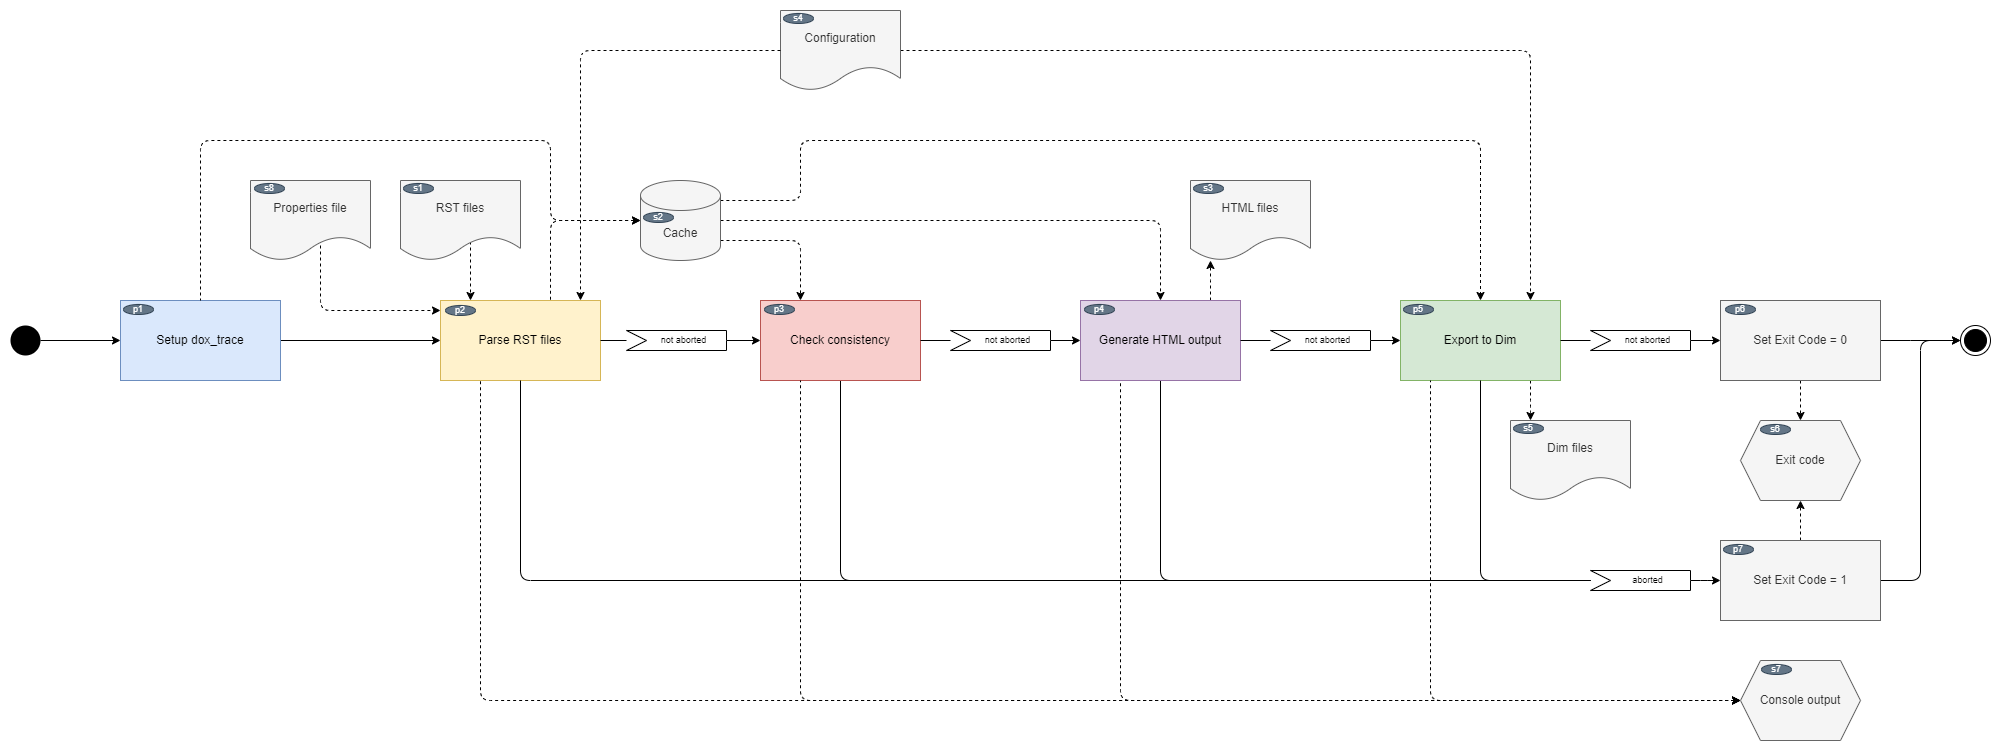 s4
Configuration
s8
Properties file
s1
RST files
s2
Cache
s3
HTML files
p1
Setup dox_trace
p2
Parse RST files
not aborted
p3
Check consistency
not aborted
p4
Generate HTML output
not aborted
p5
Export to Dim
not aborted
p6
Set Exit Code = 0
s5
Dim files
s6
Exit code
aborted
p7
Set Exit Code = 1
s7
Console output